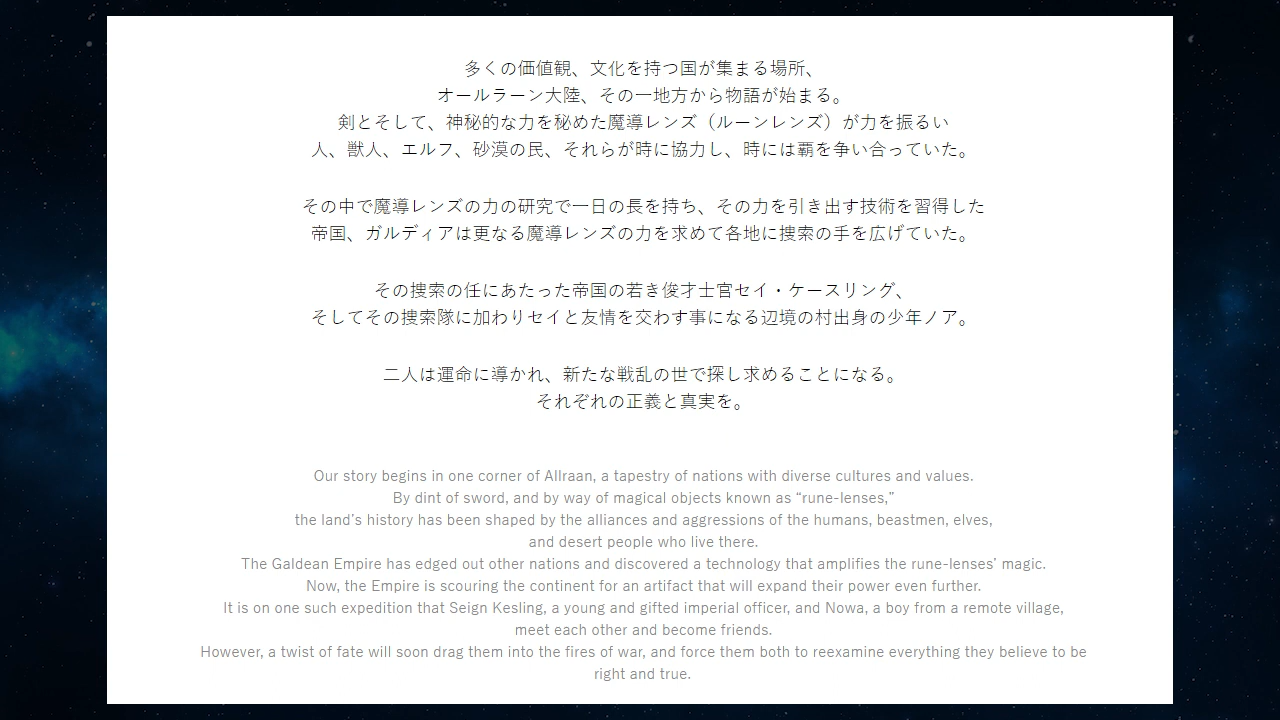 多くの価値観、文化を持つ国が集まる場所、
オールラーン大陸、その一地方から物語が始まる。
剣とそして、神秘的な力を秘めた魔導レンズ（ルーンレンズ）が力を振るい
人、獣人、エルフ、砂漠の民、それらが時に協力し、時には覇を争い合っていた。
その中で魔導レンズの力の研究で一日の長を持ち、その力を引き出す技術を習得した
帝国、ガルディアは更なる魔導レンズの力を求めて各地に捜索の手を広げていた。
その捜索の任にあたった帝国の若き俊才士官セイ・ケースリング、
そしてその捜索隊に加わりセイと友情を交わす事になる辺境の村出身の少年ノア。
二人は運命に導かれ、新たな戦乱の世で探し求めることになる。
それぞれの正義と真実を。
Our story begins in one corner of Allraan, a tapestry of nations with diverse cultures and values.
By dint of sword, and by way of magical objects known as “rune-lenses,”
the land’s history has been shaped by the alliances and aggressions of the humans, beastmen, elves,
and desert people who live there.
The Galdean Empire has edged out other nations and discovered a technology that amplifies the rune-lenses’ magic.
Now, the Empire is scouring the continent for an artifact that will expand their power even further.
It is on one such expedition that Seign Kesling, a young and gifted imperial officer, and Nowa, a boy from a remote village,
meet each other and become friends.
However, a twist of fate will soon drag them into the fires of war, and force them both to reexamine everything they believe to be
right and true.